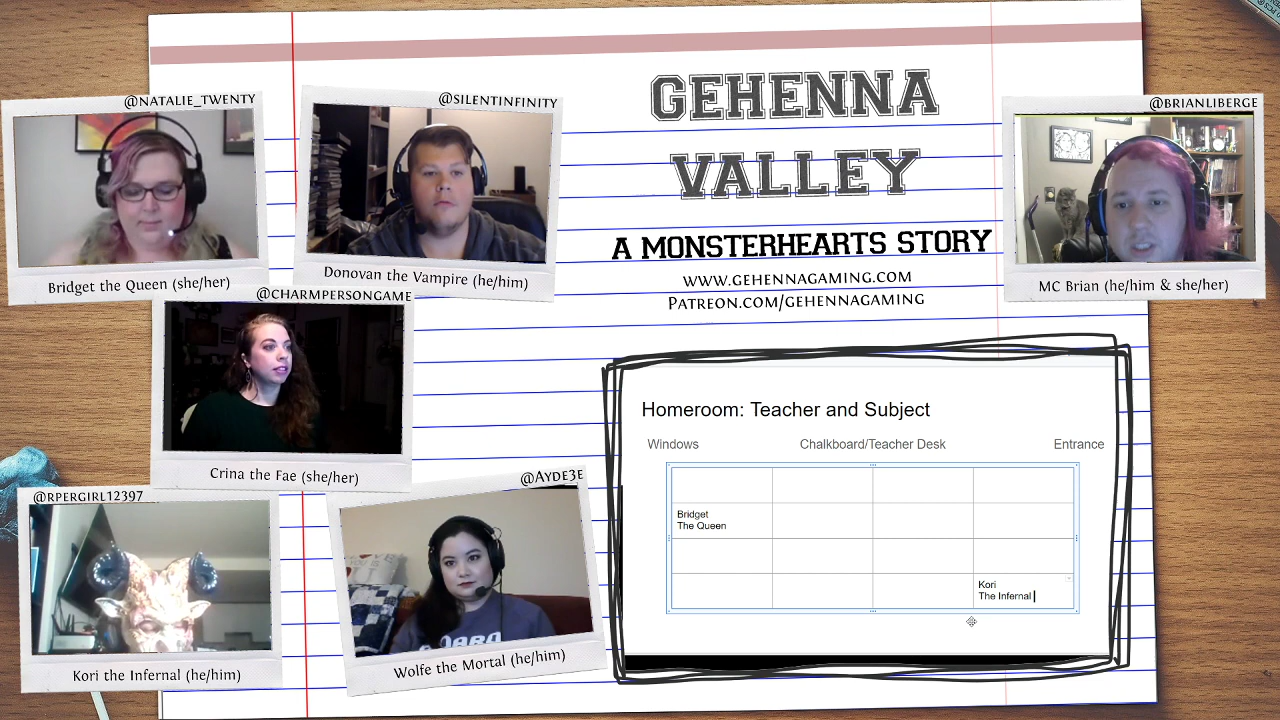 @NATALIE_TWENTY
Bridget the Queen (she/her)
@SILENTINFINITY
Donovan the Vampire (he/him)
GEHENNA
VALLEY
A MONSTERHEARTS STORY
WWW.GEHENNAGAMING.COM
PATREON.COM/GEHENNAGAMING
@BRIANLIBERGE
MC Brian (he/him & she/her)
@CHARMPERSONGAME
Crina the Fae (she/her)
@RPERGIRL12397
Kori the Infernal (he/him)
@AYDE3E
Wolfe the Mortal (he/him)
Homeroom: Teacher and Subject
Windows Chalkboard/Teacher Desk Entrance
Bridget
The Queen
Kori
The Infernal